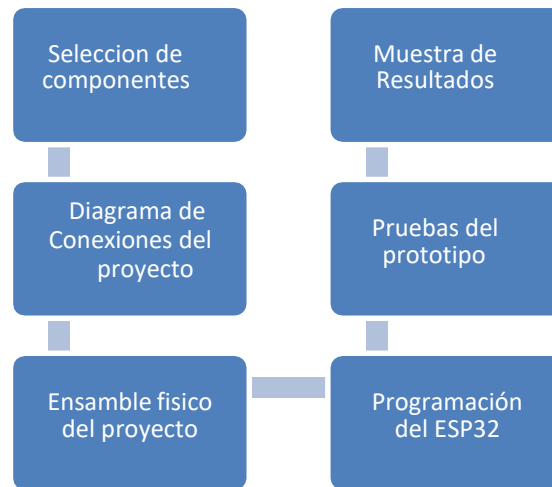 Seleccion de
componentes
Diagrama de
Conexiones del
proyecto
Ensamble fisico
del proyecto
Programación
del ESP32
Pruebas del
prototipo
Muestra de
Resultados